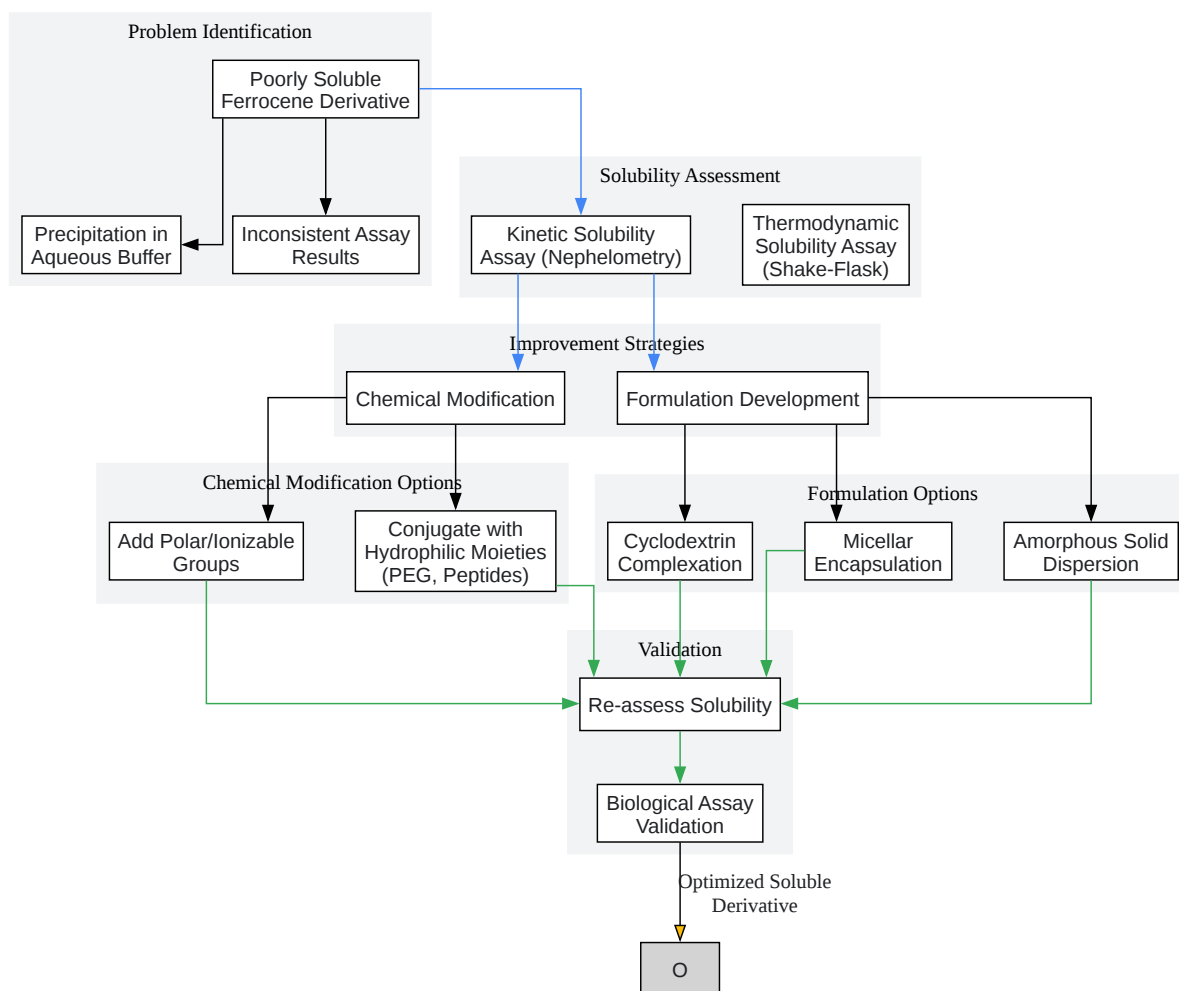 Problem Identification
Poorly Soluble
Ferrocene Derivative
Precipitation in
Aqueous Buffer
Inconsistent Assay
Results
Solubility Assessment
Kinetic Solubility
Assay (Nephelometry)
Thermodynamic
Solubility Assay
(Shake-Flask)
Improvement Strategies
Chemical Modification
Formulation Development
Chemical Modification Options
Add Polar/Ionizable
Groups
Conjugate with
Hydrophilic Moieties
(PEG, Peptides)
Formulation Options
Cyclodextrin
Complexation
Micellar
Encapsulation
Amorphous Solid
Dispersion
Validation
Re-assess Solubility
Biological Assay
Validation
Optimized Soluble
Derivative
O